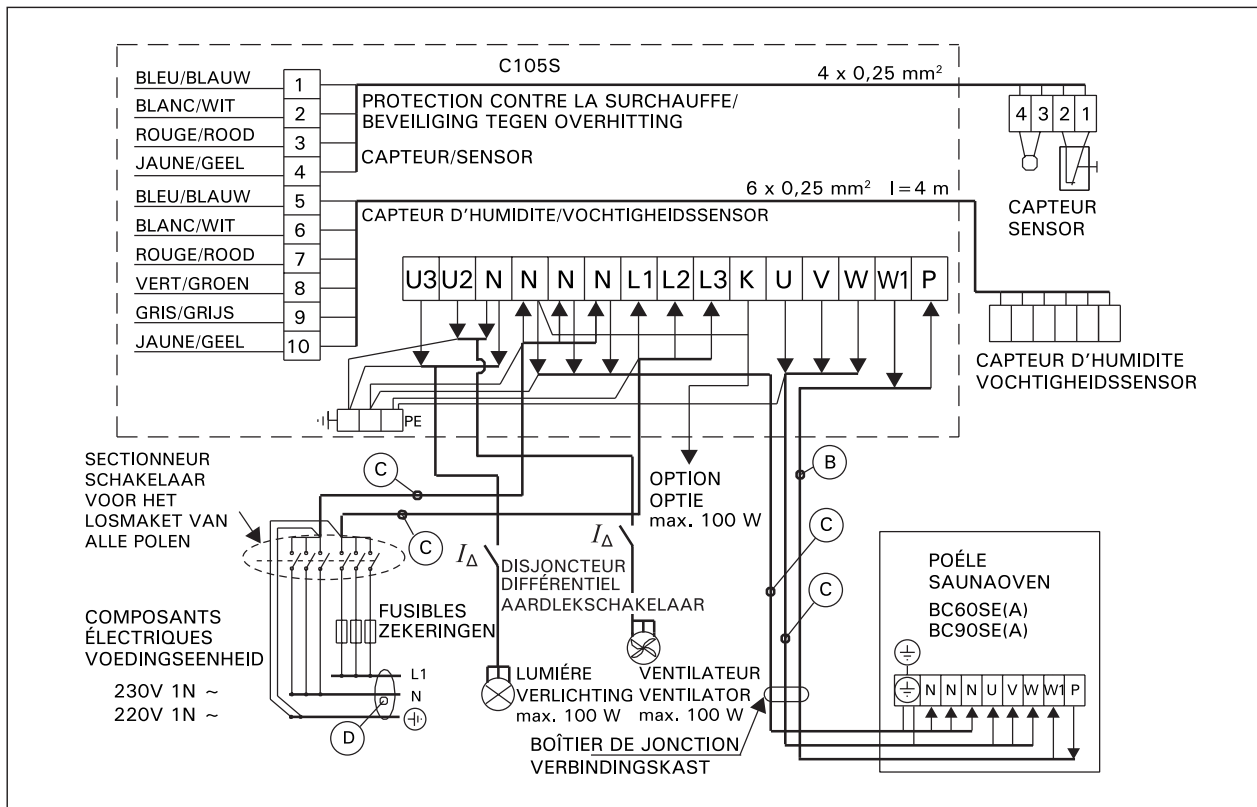 C105S
4 x 0,25 mm²
BLEU/BLAUW 1
BLANC/WIT 2
ROUGE/ROOD 3
JAUNE/GEEL 4
BLEU/BLAUW 5
BLANC/WIT 6
ROUGE/ROOD 7
VERT/GROEN 8
GRIS/GRIJS 9
JAUNE/GEEL 10
PROTECTION CONTRE LA SURCHAUFFE/
BEVEILIGING TEGEN OVERHITTING
CAPTEUR/SENSOR
4 3 2 1
CAPTEUR
SENSOR
6 x 0,25 mm² l=4 m
CAPTEUR D'HUMIDITE/VOCHTIGHEIDSSENSOR
U3 U2 N N N N L1 L2 L3 K U V W W1 P
CAPTEUR D'HUMIDITE
VOCHTIGHEIDSSENSOR
PE
SECTIONNEUR
SCHAKELAAR
VOOR HET
LOSMAKET VAN
ALLE POLEN
C
C
OPTION
OPTIE
max. 100 W
B
C
C
IΔ
IΔ
DISJONCTEUR
DIFFÉRENTIEL
AARDLEKSCHAKELAAR
COMPOSANTS
ÉLECTRIQUES
VOEDINGSEENHEID
230V 1N ~
220V 1N ~
FUSIBLES
ZEKERINGEN
L1
N
D
LUMIÉRE
VERLICHTING
max. 100 W
VENTILATEUR
VENTILATOR
max. 100 W
BOÎTIER DE JONCTION
VERBINDINGSKAST
POÉLE
SAUNAOVEN
BC60SE(A)
BC90SE(A)
N N N U V W W1 P